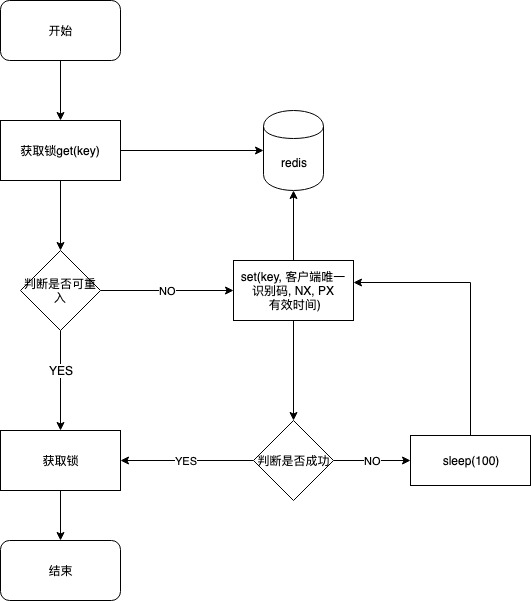 开始
获取锁get(key)
redis
判断是否可重
入
NO
set(key, 客户端唯一
识别码, NX, PX
有效时间)
YES
获取锁
YES
判断是否成功
NO
sleep(100)
结束